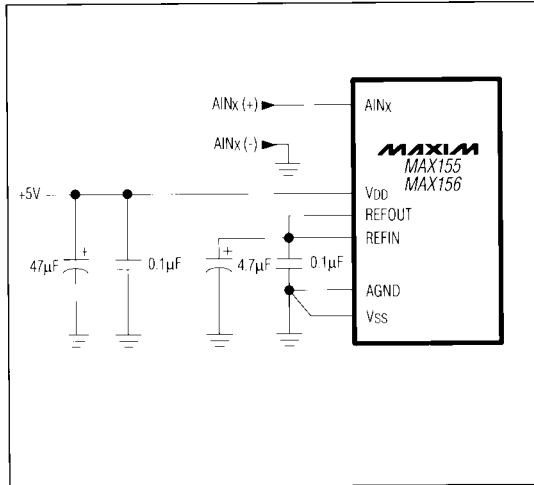 AINx (+)
AINx
AINx (-)
MAXIM
MAX155
MAX156
+5V
VDD
REFOUT
REFIN
47µF
+
0.1µF
+
4.7µF
0.1µF
AGND
VSS